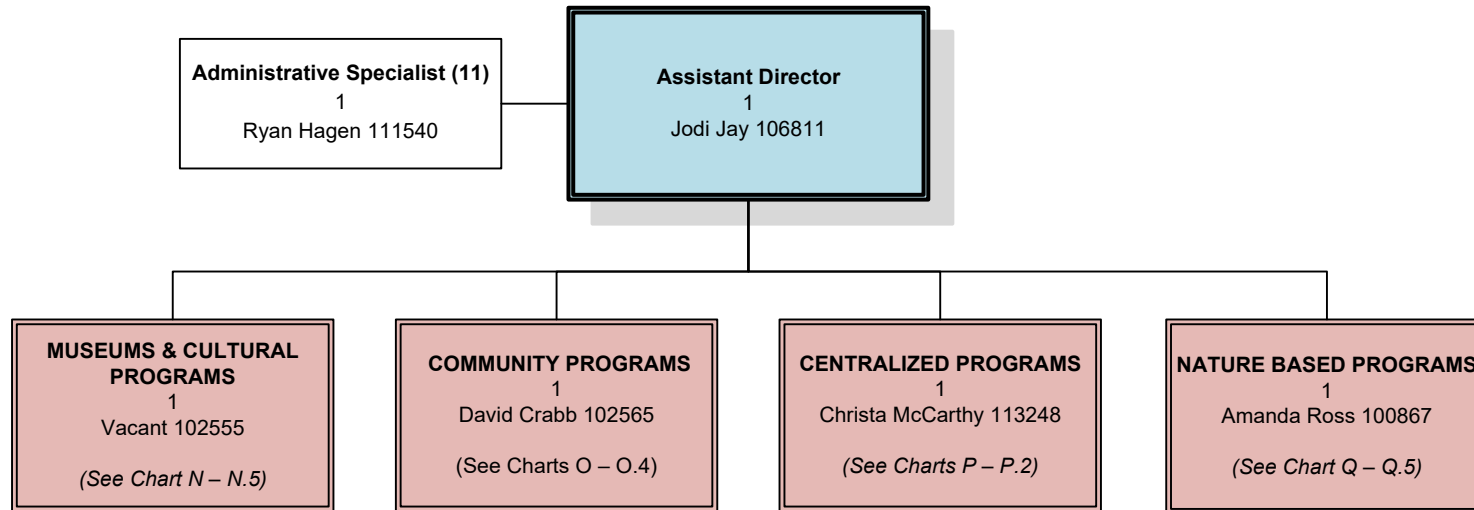 Administrative Specialist (11)
1
Ryan Hagen 111540
Assistant Director
1
Jodi Jay 106811
MUSEUMS & CULTURAL
PROGRAMS
1
Vacant 102555
(See Chart N – N.5)
COMMUNITY PROGRAMS
1
David Crabb 102565
(See Charts O – O.4)
CENTRALIZED PROGRAMS
1
Christa McCarthy 113248
(See Charts P – P.2)
NATURE BASED PROGRAMS
1
Amanda Ross 100867
(See Chart Q – Q.5)